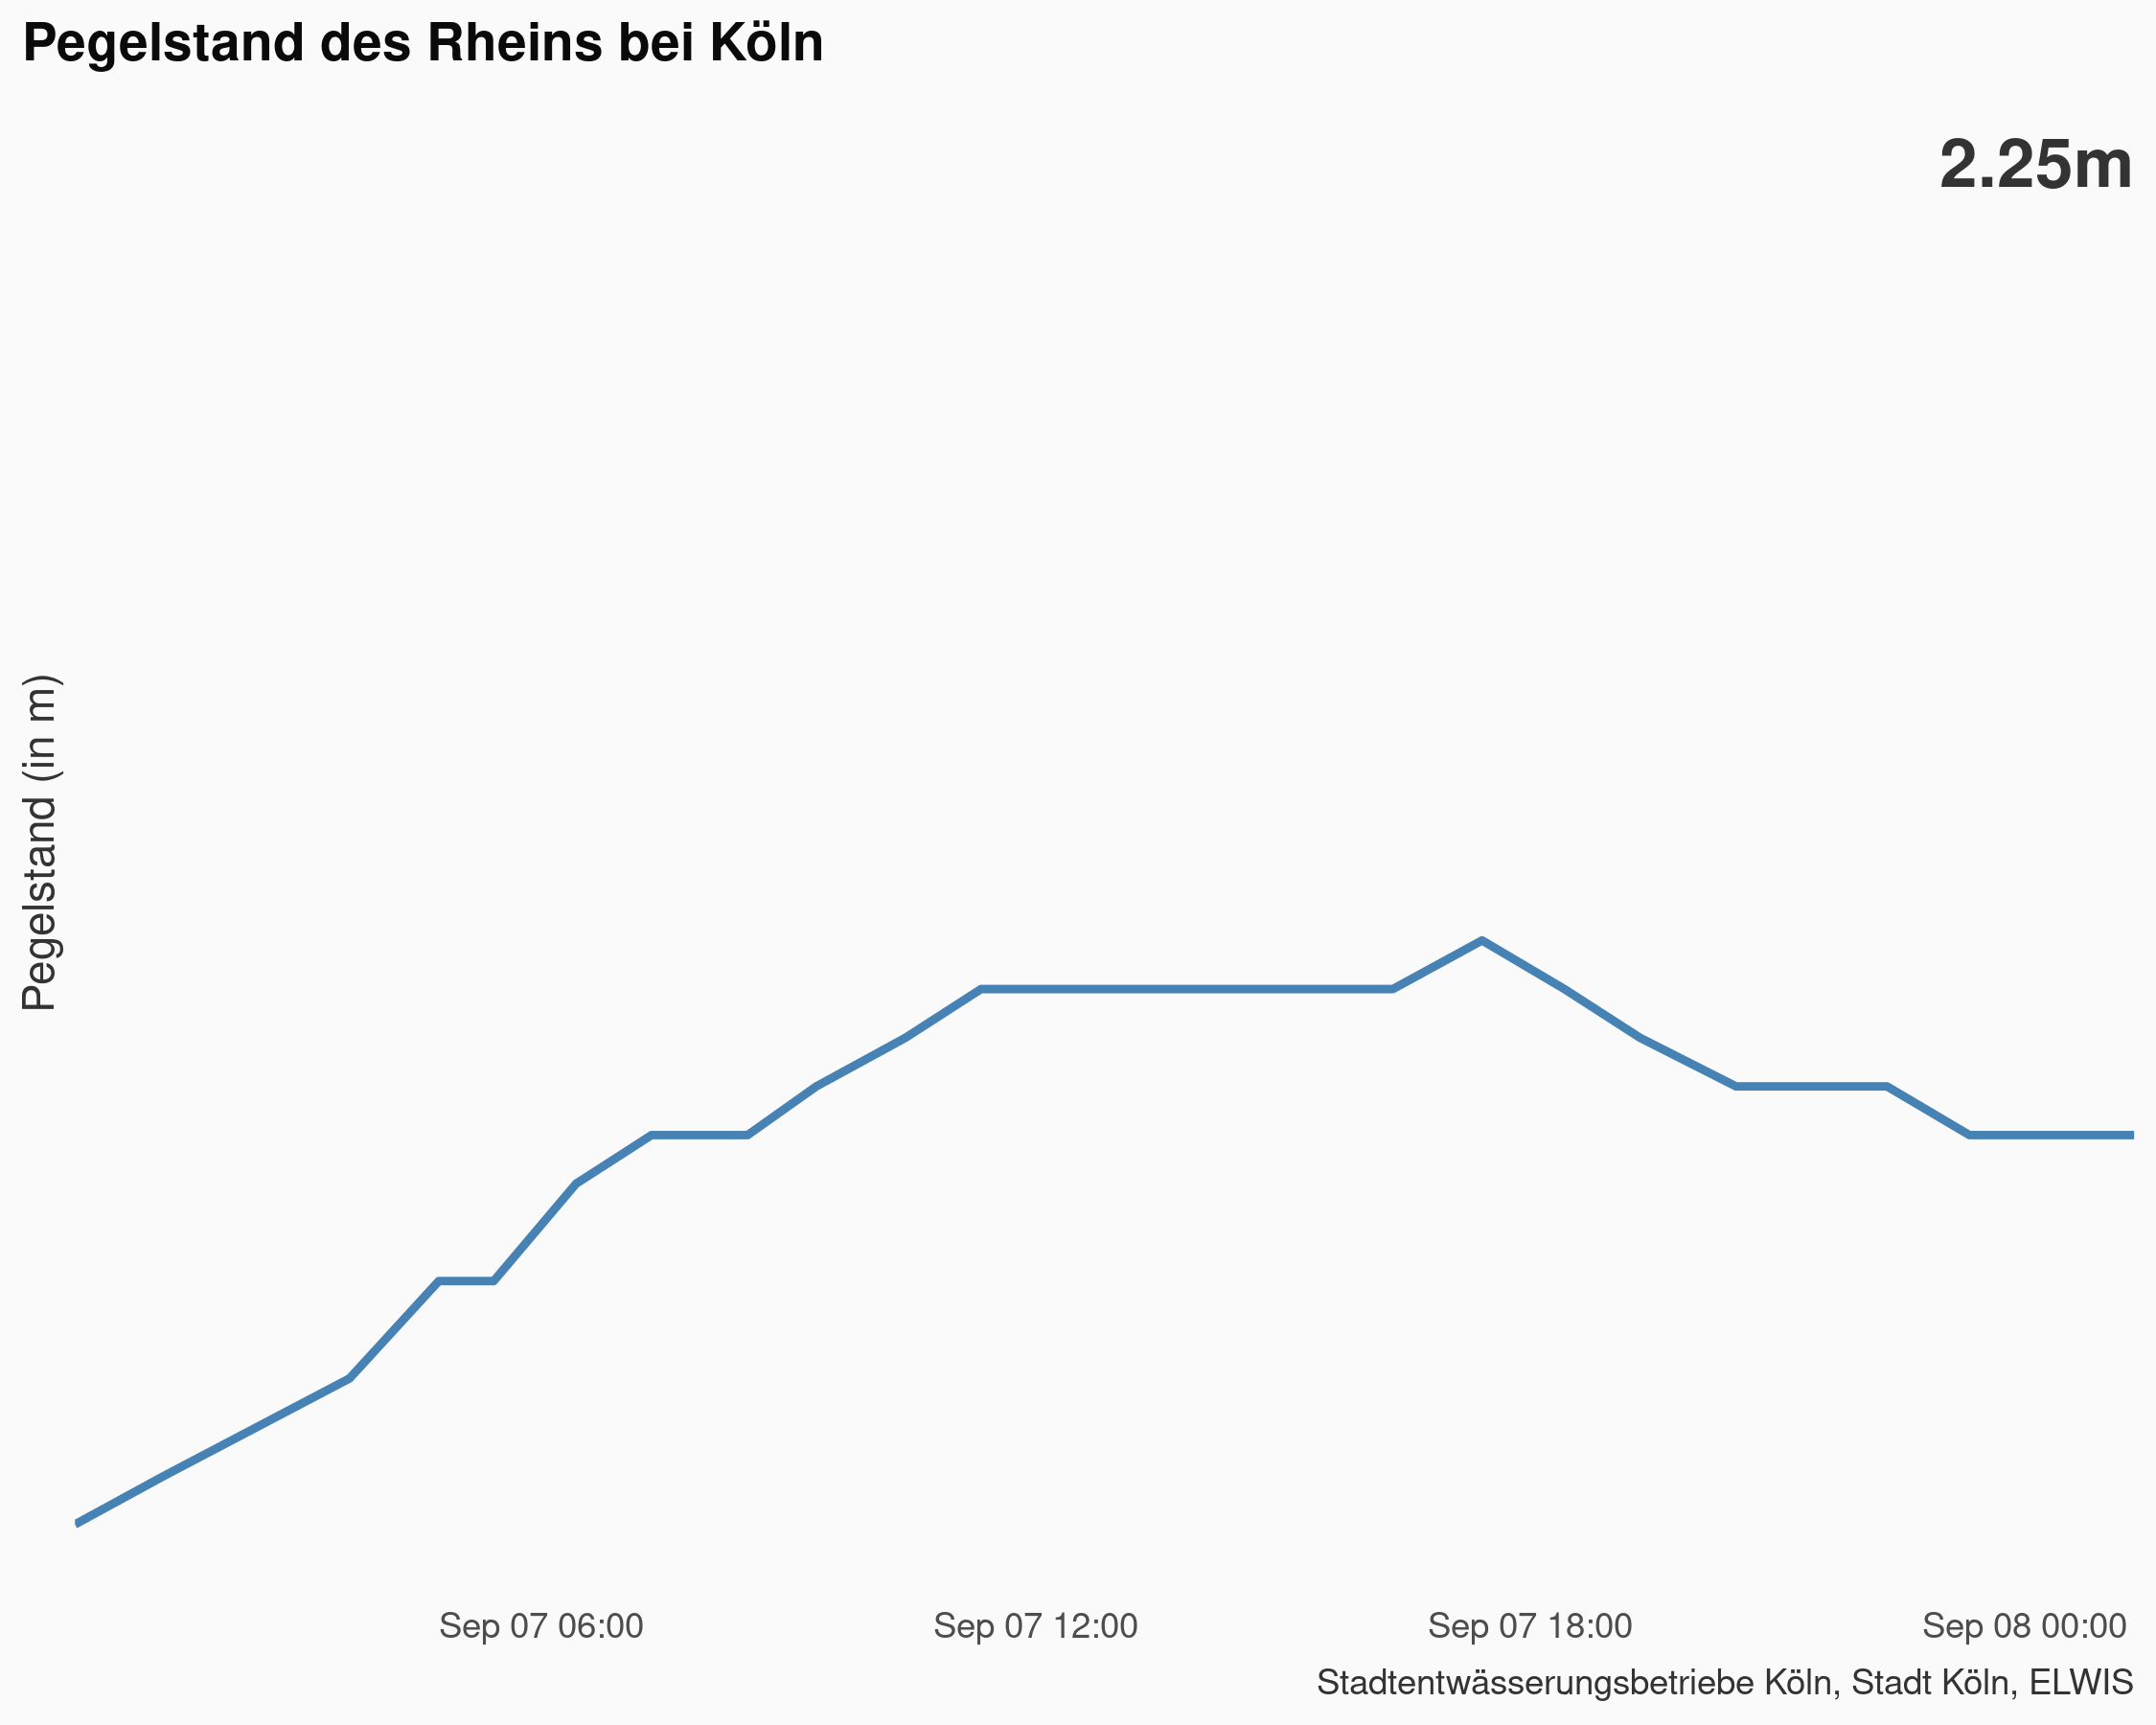 Pegelstand des Rheins bei Köln
2.25m
Pegelstand (in m)
Sep 07 06:00
Sep 07 12:00
Sep 07 18:00
Sep 08 00:00
Stadtentwässerungsbetriebe Köln, Stadt Köln, ELWIS